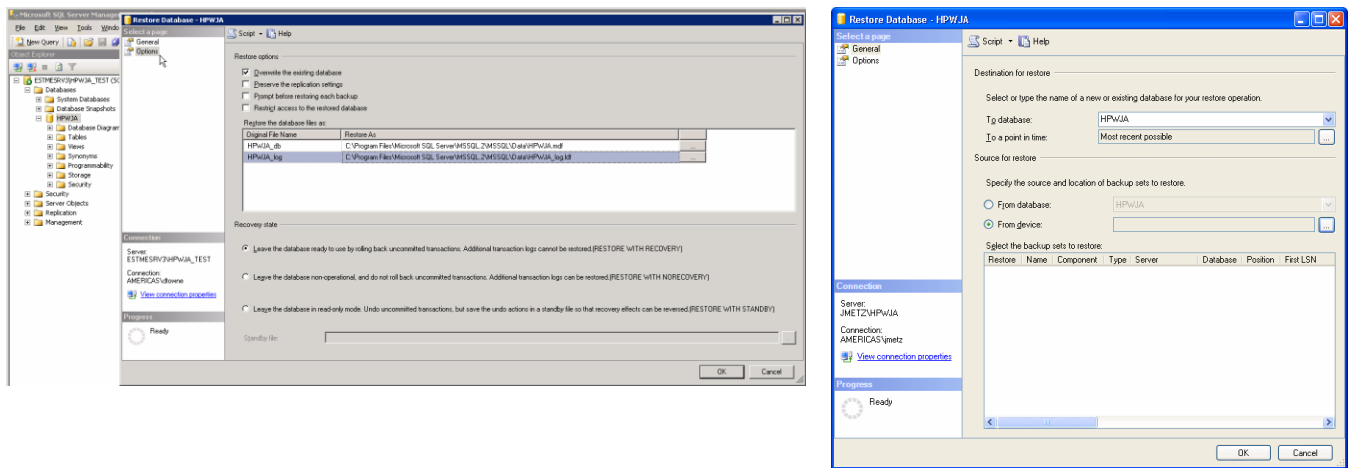 Microsoft SQL Server Manage
File Edit View Tools Windo
New Query
Object Explorer
ESTMESRV3\HPWJA_TEST (SQ
Databases
System Databases
Database Snapshots
HPWJA
Database Diagram
Tables
Views
Synonyms
Programmability
Storage
Security
Security
Server Objects
Replication
Management
Restore Database - HPWJA
Select a page
General
Options
Script Help
Restore options
Overwrite the existing database
Preserve the replication settings
Prompt before restoring each backup
Restrict access to the restored database
Restore the database files as:
Original File Name Restore As
HPWJA_db C:\Program Files\Microsoft SQL Server\MSSQL.2\MSSQL\Data\HPWJA.mdf ...
HPWJA_log C:\Program Files\Microsoft SQL Server\MSSQL.2\MSSQL\Data\HPWJA_log.ldf ...
Recovery state
Leave the database ready to use by rolling back uncommitted transactions. Additional transaction logs cannot be restored.(RESTORE WITH RECOVERY)
Leave the database non-operational, and do not roll back uncommitted transactions. Additional transaction logs can be restored.(RESTORE WITH NORECOVERY)
Leave the database in read-only mode. Undo uncommitted transactions, but save the undo actions in a standby file so that recovery effects can be reversed.(RESTORE WITH STANDBY)
Standby file:
Connection
Server:
ESTMESRV3\HPWJA_TEST
Connection:
AMERICAS\dtowne
View connection properties
Progress
Ready
OK Cancel
Restore Database - HPWJA
Select a page
General
Options
Script Help
Destination for restore
Select or type the name of a new or existing database for your restore operation.
To database: HPWJA
To a point in time: Most recent possible ...
Source for restore
Specify the source and location of backup sets to restore.
From database: HPWJA
From device: ...
Select the backup sets to restore:
Restore Name Component Type Server Database Position First LSN
Connection
Server:
JMETZ\HPWJA
Connection:
AMERICAS\jmetz
View connection properties
Progress
Ready
OK Cancel